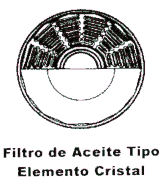 Filtro de Aceite Tipo
Elemento Cristal